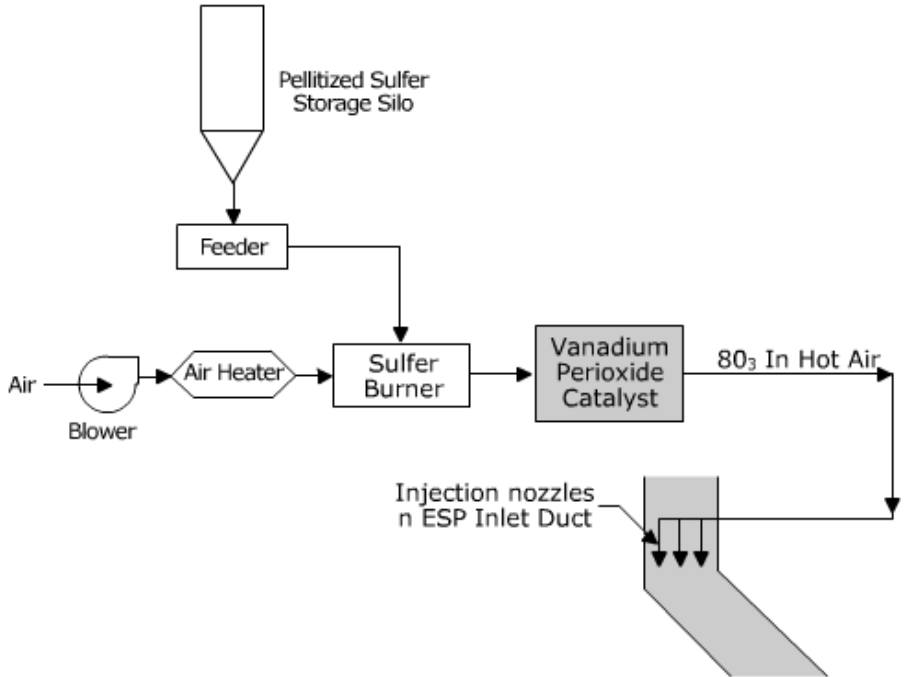 Pellitized Sulfer
Storage Silo
Feeder
Air
Blower
Air Heater
Sulfer
Burner
Vanadium
Perioxide
Catalyst
80₃ In Hot Air
Injection nozzles
n ESP Inlet Duct